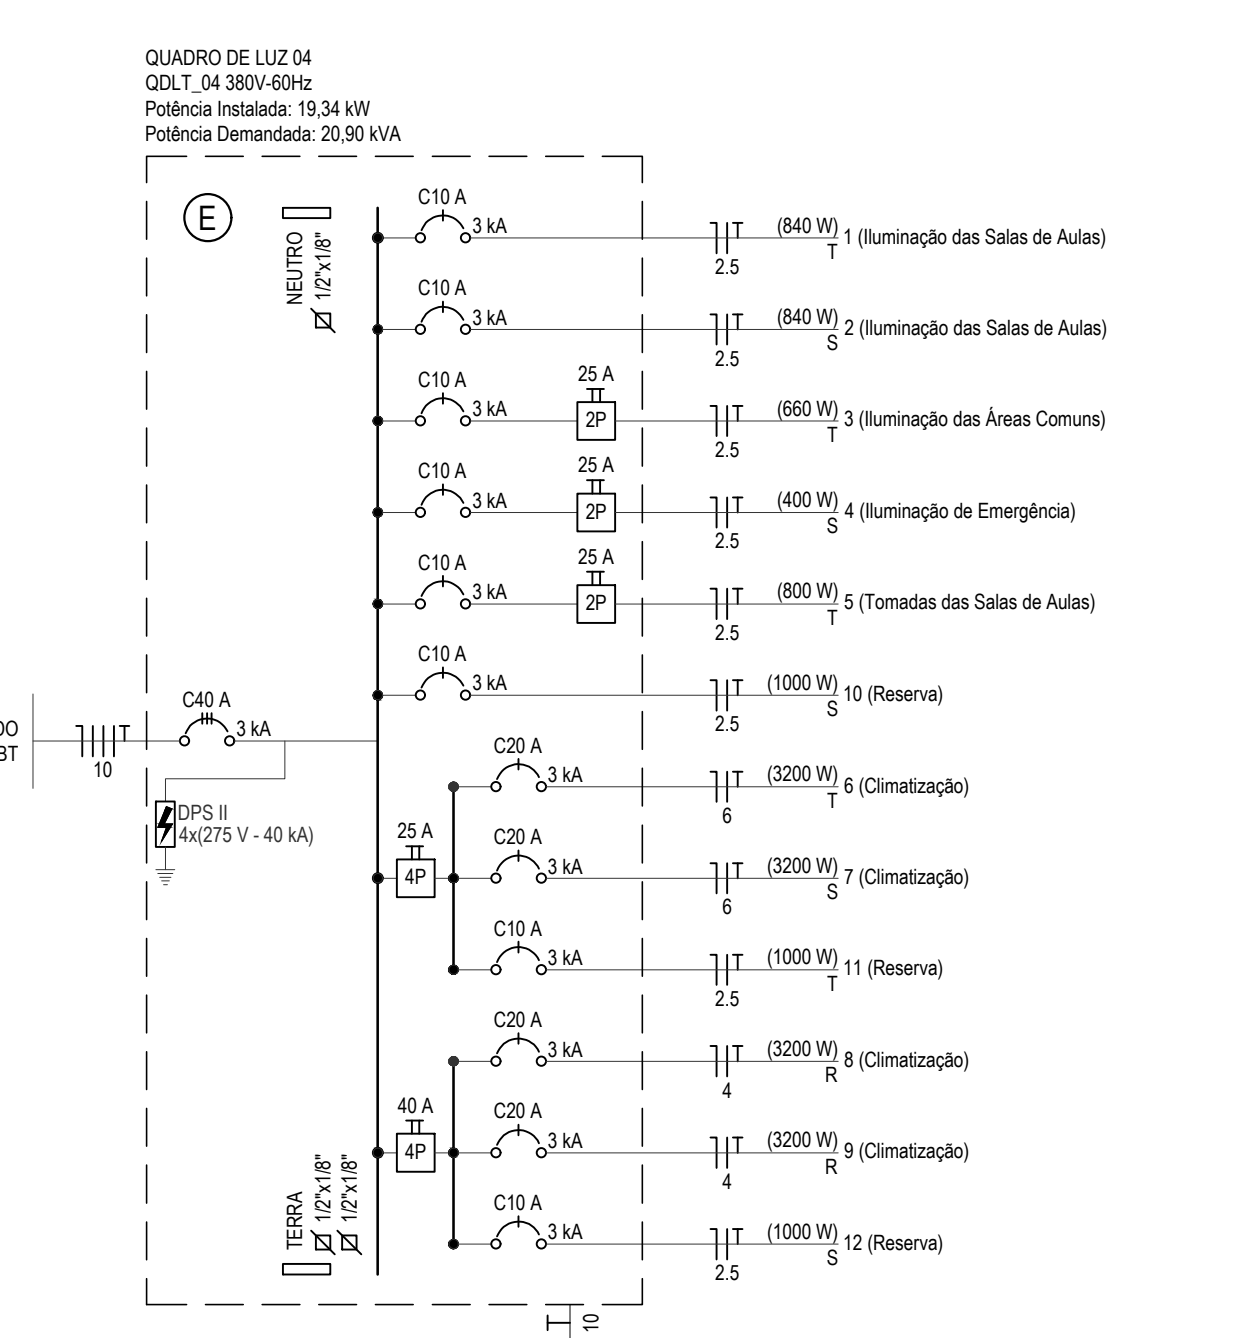 QUADRO DE LUZ 04
QDLT_04 380V-60Hz
Potência Instalada: 19,34 kW
Potência Demandada: 20,90 kVA
E
NEUTRO
1/2"x1/8"
C10 A
3 kA
2.5
(840 W)
T
1 (Iluminação das Salas de Aulas)
C10 A
3 kA
2.5
(840 W)
S
2 (Iluminação das Salas de Aulas)
C10 A
3 kA
25 A
2P
2.5
(660 W)
T
3 (Iluminação das Áreas Comuns)
C10 A
3 kA
25 A
2P
2.5
(400 W)
S
4 (Iluminação de Emergência)
C10 A
3 kA
25 A
2P
2.5
(800 W)
T
5 (Tomadas das Salas de Aulas)
C10 A
3 kA
2.5
(1000 W)
S
10 (Reserva)
DO
BT
10
C40 A
3 kA
DPS II
4x(275 V - 40 kA)
25 A
4P
C20 A
3 kA
6
(3200 W)
T
6 (Climatização)
C20 A
3 kA
6
(3200 W)
S
7 (Climatização)
C10 A
3 kA
2.5
(1000 W)
T
11 (Reserva)
40 A
4P
C20 A
3 kA
4
(3200 W)
R
8 (Climatização)
C20 A
3 kA
4
(3200 W)
R
9 (Climatização)
C10 A
3 kA
2.5
(1000 W)
S
12 (Reserva)
TERRA
1/2"x1/8"
1/2"x1/8"
10